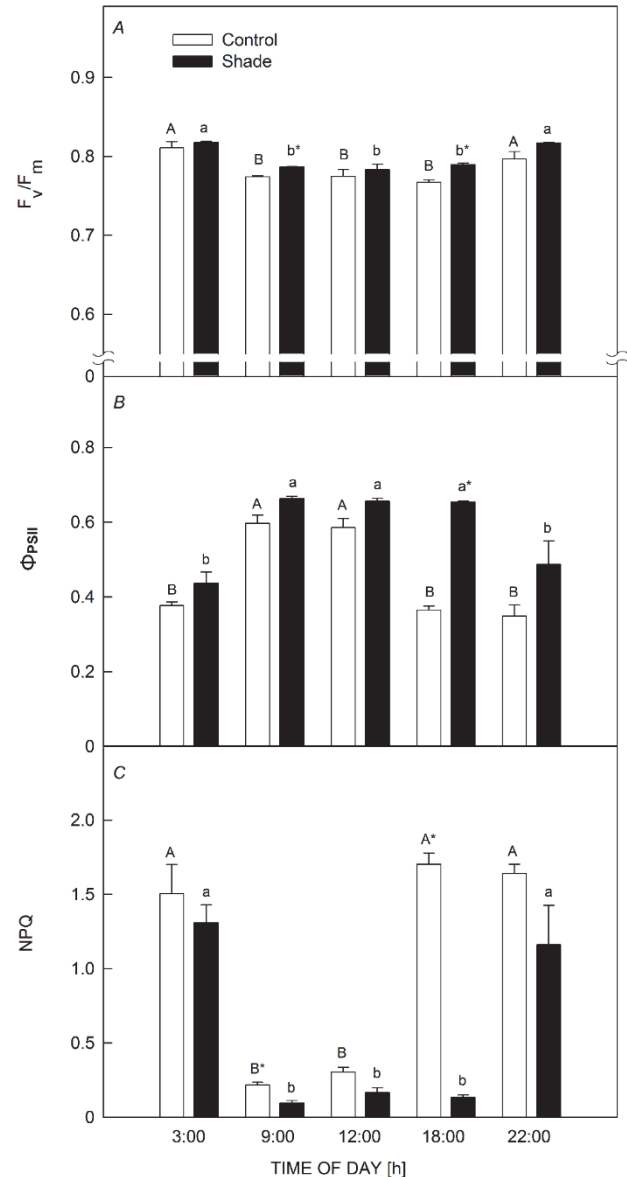 A
Control
Shade
0.9
0.8
0.7
0.6
0
Fv/Fm
A a B b* B b B b* A a
B
0.8
0.6
0.4
0.2
0
ΦPSII
B b A a A a B a* B b
C
2.0
1.5
1.0
0.5
0
NPQ
A a B* b B b A* b A a
3:00 9:00 12:00 18:00 22:00
TIME OF DAY [h]